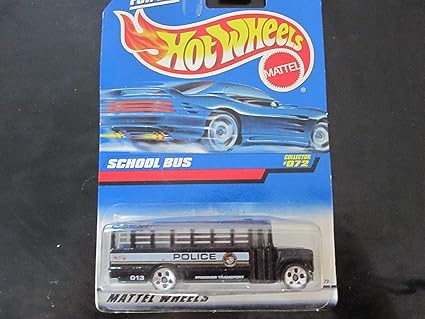 HOT WHEELS
MATTEL
®
SCHOOL BUS
COLLECTOR
#072
POLICE
013
MATTEL WHEELS